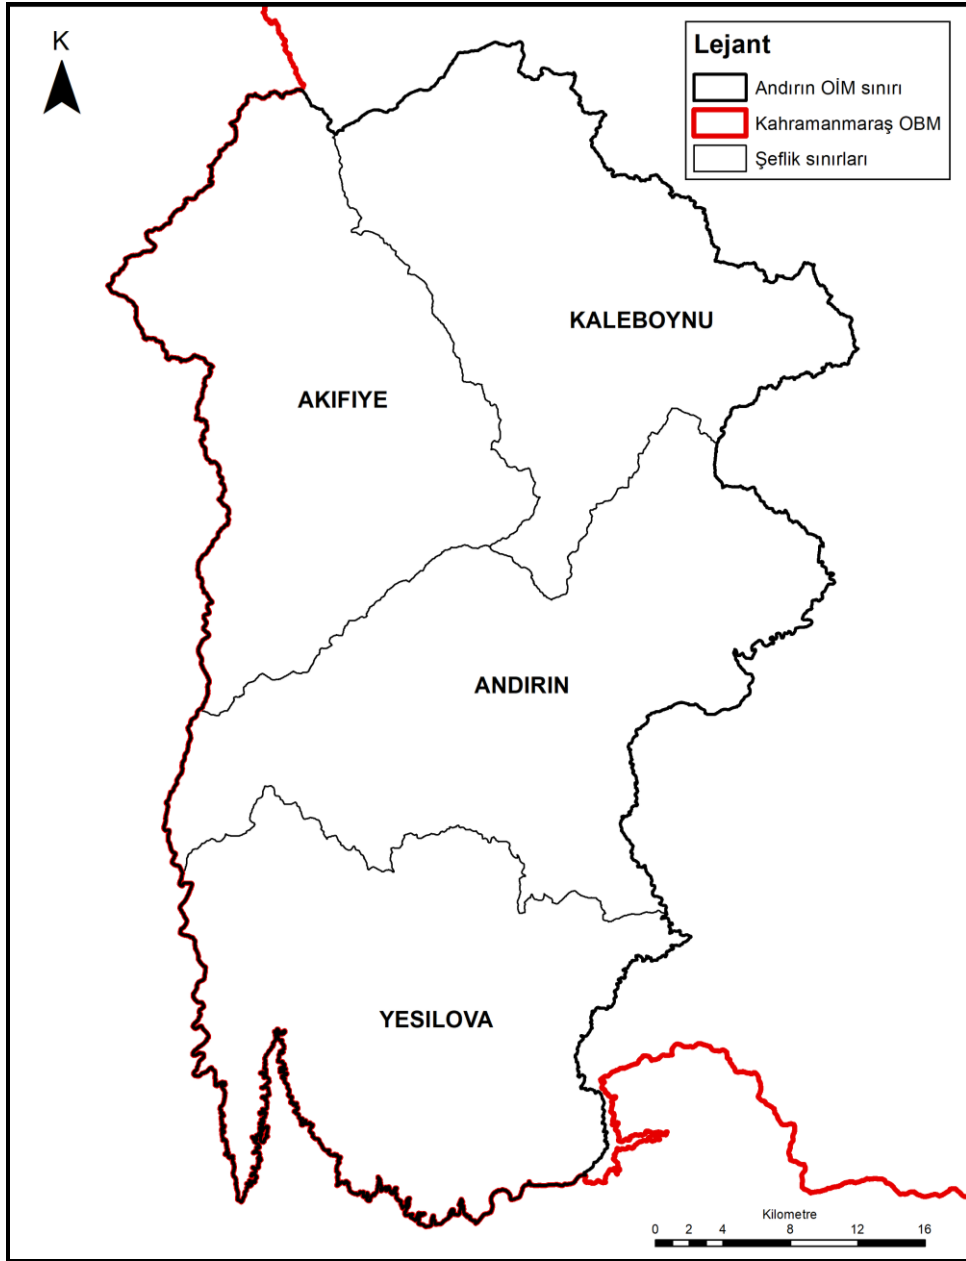 K
Lejant
Andırın OİM sınırı
Kahramanmaraş OBM
Şeflik sınırları
KALEBOYNU
AKIFIYE
ANDIRIN
YESILOVA
Kilometre
0 2 4 8 12 16